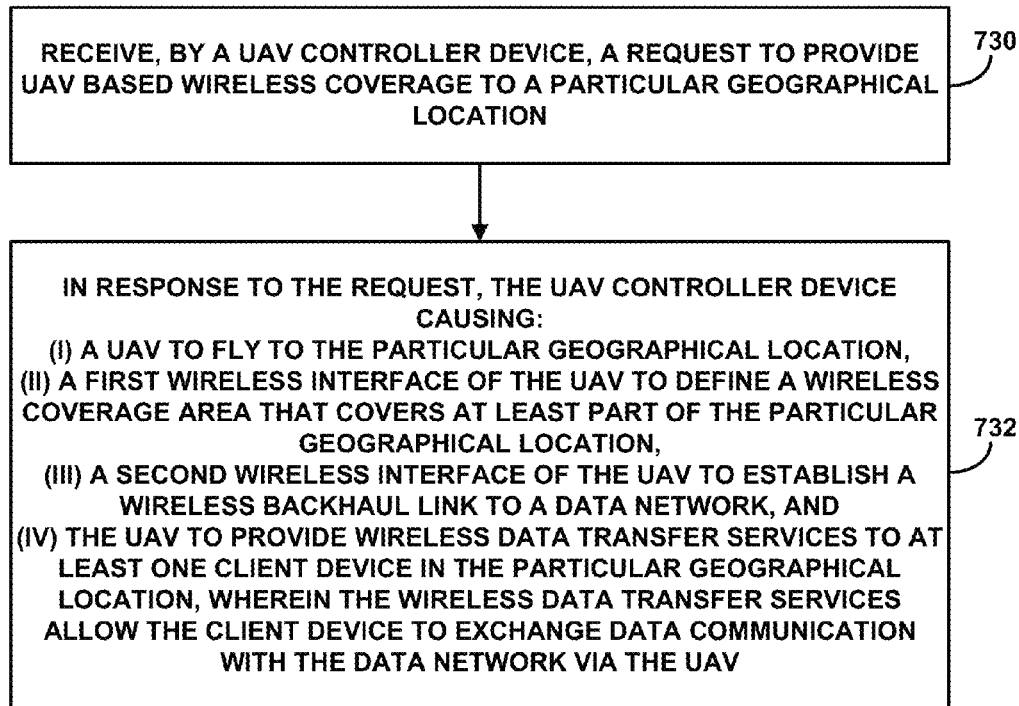 RECEIVE, BY A UAV CONTROLLER DEVICE, A REQUEST TO PROVIDE
UAV BASED WIRELESS COVERAGE TO A PARTICULAR GEOGRAPHICAL
LOCATION
730
IN RESPONSE TO THE REQUEST, THE UAV CONTROLLER DEVICE
CAUSING:
(I) A UAV TO FLY TO THE PARTICULAR GEOGRAPHICAL LOCATION,
(II) A FIRST WIRELESS INTERFACE OF THE UAV TO DEFINE A WIRELESS
COVERAGE AREA THAT COVERS AT LEAST PART OF THE PARTICULAR
GEOGRAPHICAL LOCATION,
(III) A SECOND WIRELESS INTERFACE OF THE UAV TO ESTABLISH A
WIRELESS BACKHAUL LINK TO A DATA NETWORK, AND
(IV) THE UAV TO PROVIDE WIRELESS DATA TRANSFER SERVICES TO AT
LEAST ONE CLIENT DEVICE IN THE PARTICULAR GEOGRAPHICAL
LOCATION, WHEREIN THE WIRELESS DATA TRANSFER SERVICES
ALLOW THE CLIENT DEVICE TO EXCHANGE DATA COMMUNICATION
WITH THE DATA NETWORK VIA THE UAV
732